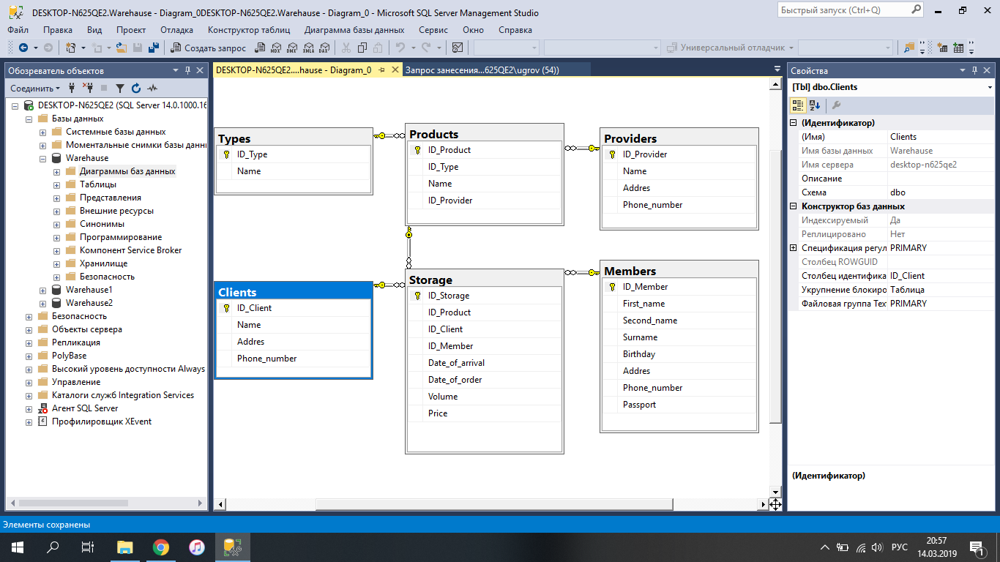 DESKTOP-N625QE2.Warehause - Diagram_0DESKTOP-N625QE2.Warehause - Diagram_0 - Microsoft SQL Server Management Studio
Быстрый запуск (Ctrl+Q)
Файл Правка Вид Проект Отладка Конструктор таблиц Диаграмма базы данных Сервис Окно Справка
Создать запрос MDX DMX XMLA DAX Универсальный отладчик
Обозреватель объектов
Соединить
DESKTOP-N625QE2 (SQL Server 14.0.1000.16
Базы данных
Системные базы данных
Моментальные снимки базы данн
Warehause
Диаграммы баз данных
Таблицы
Представления
Внешние ресурсы
Синонимы
Программирование
Компонент Service Broker
Хранилище
Безопасность
Warehause1
Warehause2
Безопасность
Объекты сервера
Репликация
PolyBase
Высокий уровень доступности Always
Управление
Каталоги служб Integration Services
Агент SQL Server
Профилировщик XEvent
DESKTOP-N625QE2....hause - Diagram_0
Запрос занесения...625QE2\ugrov (54))
Types
ID_Type
Name
Products
ID_Product
ID_Type
Name
ID_Provider
Providers
ID_Provider
Name
Addres
Phone_number
Clients
ID_Client
Name
Addres
Phone_number
Storage
ID_Storage
ID_Product
ID_Client
ID_Member
Date_of_arrival
Date_of_order
Volume
Price
Members
ID_Member
First_name
Second_name
Surname
Birthday
Addres
Phone_number
Passport
Свойства
[Tbl] dbo.Clients
(Идентификатор)
(Имя) Clients
Имя базы данных Warehause
Имя сервера desktop-n625qe2
Описание
Схема dbo
Конструктор баз данных
Индексируемый Да
Реплицировано Нет
Спецификация регул PRIMARY
Столбец ROWGUID
Столбец идентифика ID_Client
Укрупнение блокиро Таблица
Файловая группа Тех PRIMARY
(Идентификатор)
Элементы сохранены
РУС
20:57
14.03.2019
1